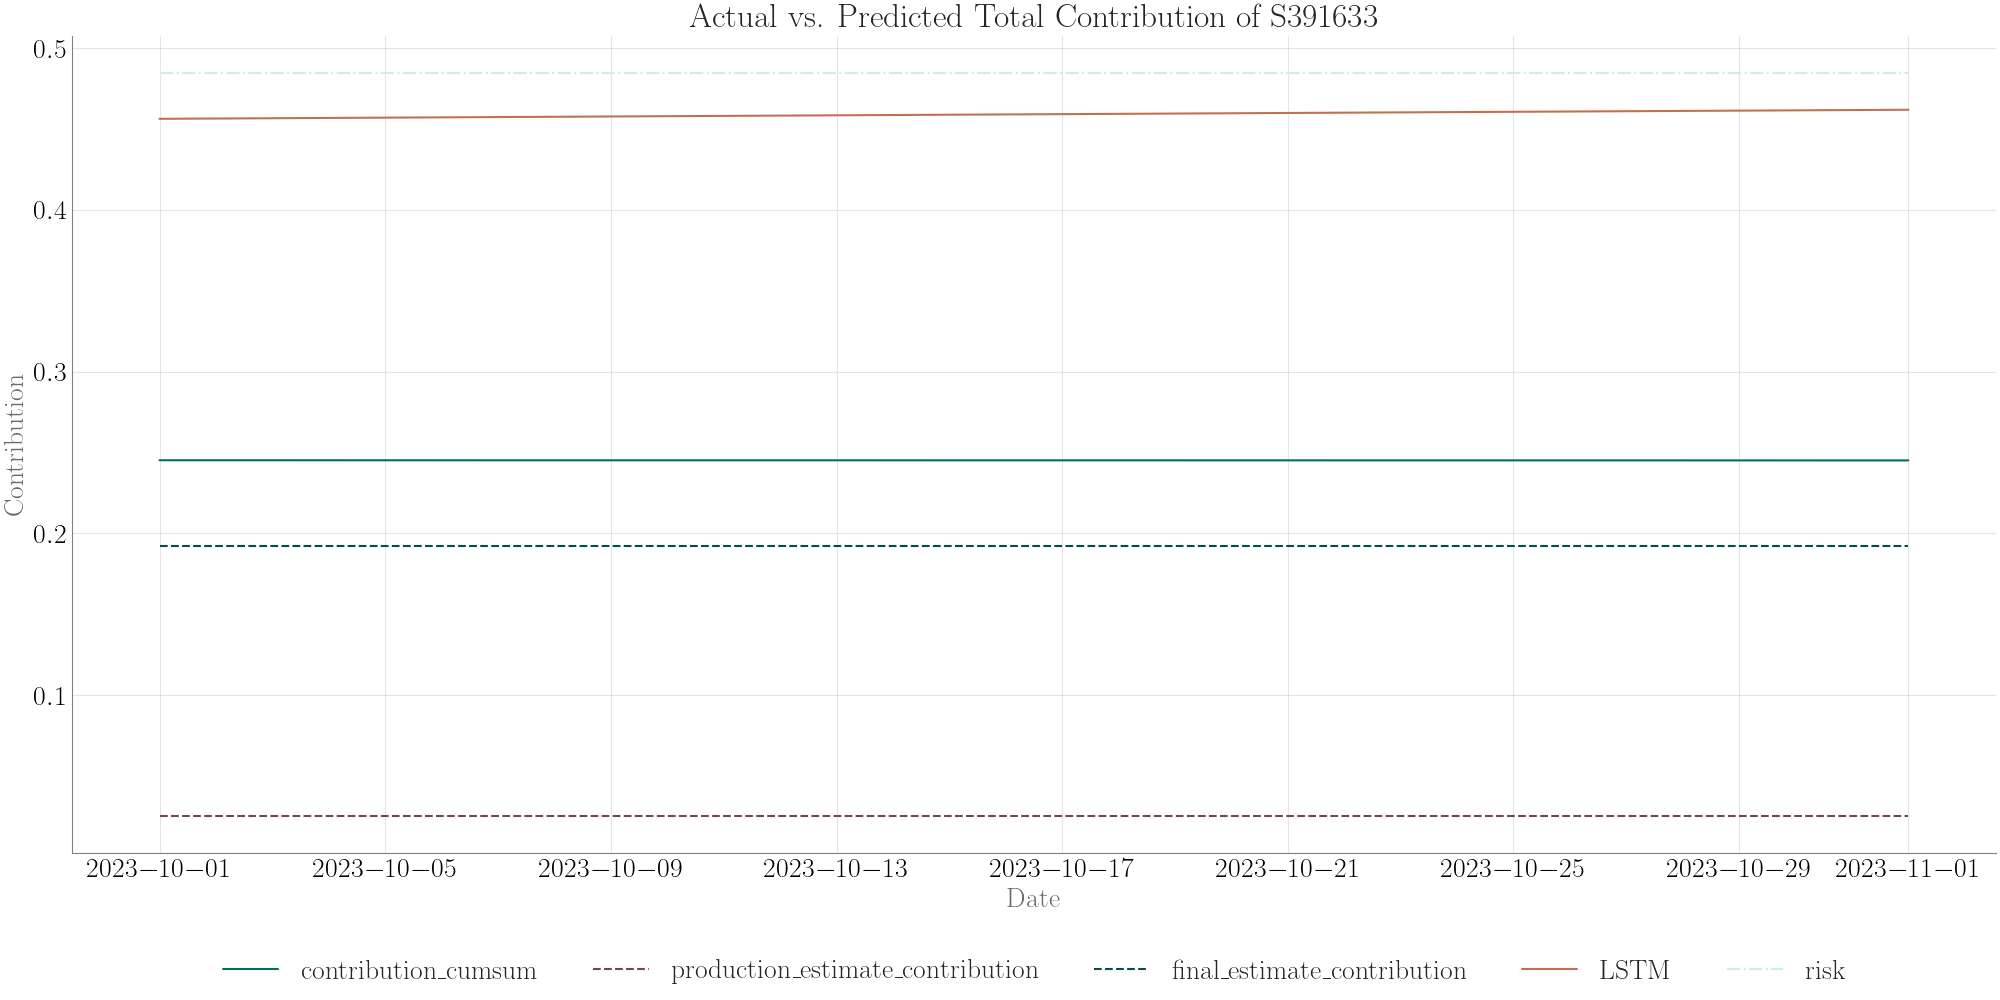 Actual vs. Predicted Total Contribution of S391633
0.5
0.4
0.3
0.2
0.1
Contribution
2023−10−01 2023−10−05 2023−10−09 2023−10−13 2023−10−17 2023−10−21 2023−10−25 2023−10−29 2023−11−01
Date
contribution_cumsum production_estimate_contribution final_estimate_contribution LSTM risk